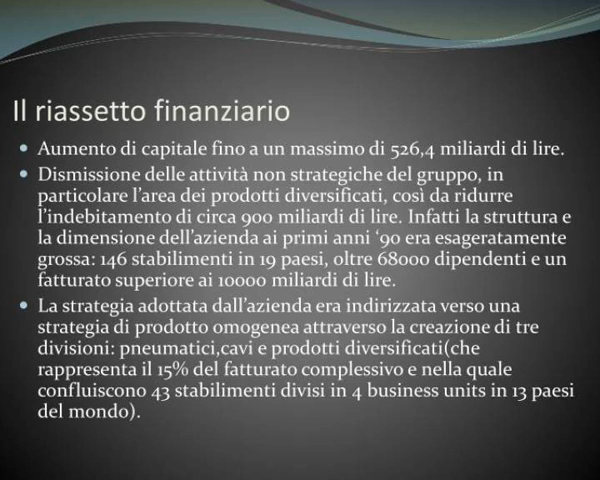 Il riassetto finanziario
Aumento di capitale fino a un massimo di 526,4 miliardi di lire.
Dismissione delle attività non strategiche del gruppo, in
particolare l'area dei prodotti diversificati, così da ridurre
l'indebitamento di circa 900 miliardi di lire. Infatti la struttura e
la dimensione dell'azienda ai primi anni '90 era esageratamente
grossa: 146 stabilimenti in 19 paesi, oltre 68000 dipendenti e un
fatturato superiore ai 10000 miliardi di lire.
La strategia adottata dall'azienda era indirizzata verso una
strategia di prodotto omogenea attraverso la creazione di tre
divisioni: pneumatici,cavi e prodotti diversificati(che
rappresenta il 15% del fatturato complessivo e nella quale
confluiscono 43 stabilimenti divisi in 4 business units in 13 paesi
del mondo).